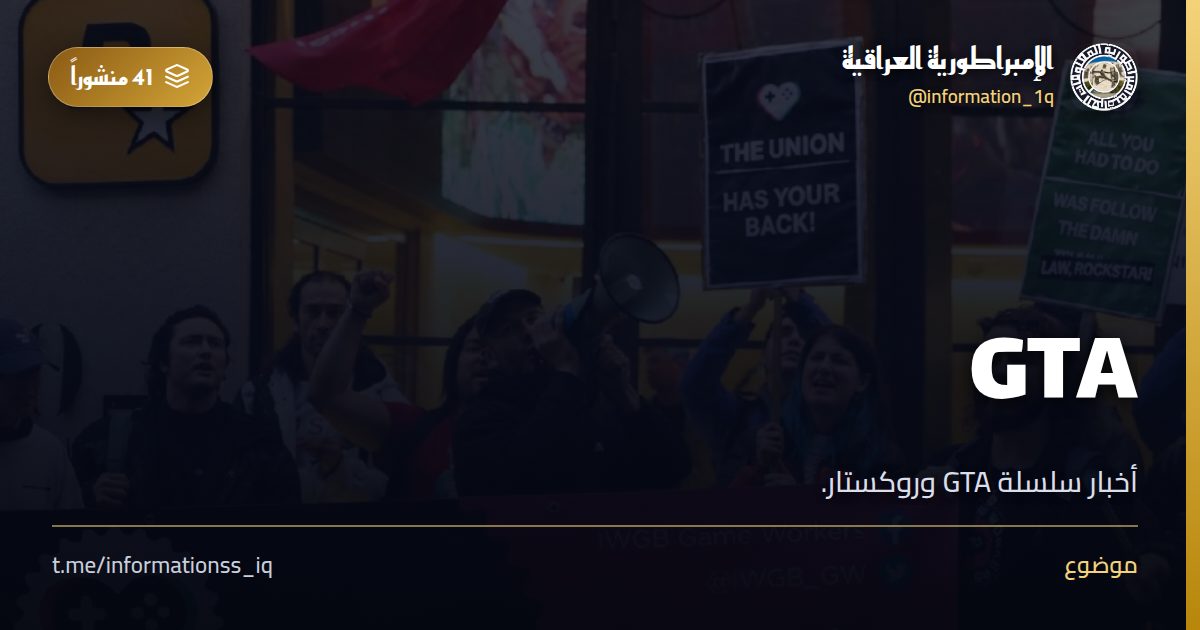 41 منشوراً
الإمبراطورية العراقية
@information_1q
THE UNION
HAS YOUR
BACK!
ALL YOU
HAD TO DO
WAS FOLLOW
THE DAMN
LAW, ROCKSTAR!
GTA
أخبار سلسلة GTA وروكستار.
IWGB Game Workers
@IWGB_GW
t.me/informationss_iq
موضوع